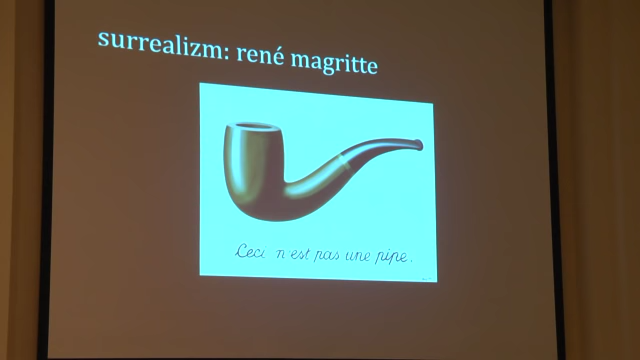 surrealizm: rené magritte
Ceci n'est pas une pipe.